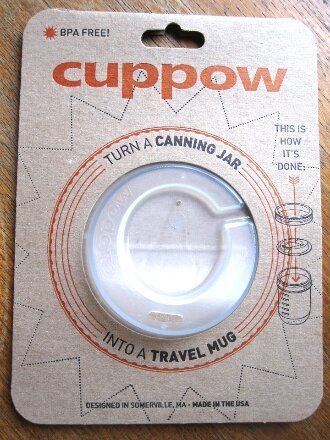 BPA FREE!
cuppow
TURN A CANNING JAR
THIS IS
HOW
IT'S
DONE:
INTO A TRAVEL MUG
DESIGNED IN SOMERVILLE, MA • MADE IN THE USA